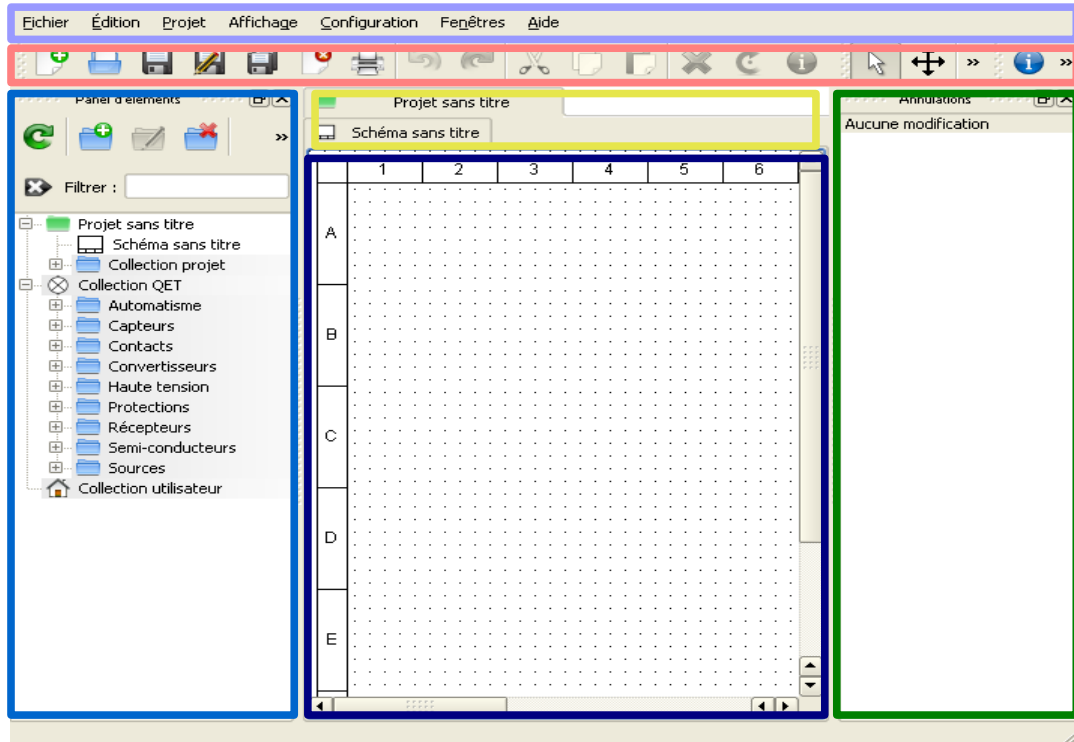 Fichier Édition Projet Affichage Configuration Fenêtres Aide
» »
Panel d'éléments
»
Filtrer :
Projet sans titre
Schéma sans titre
Collection projet
Collection QET
Automatisme
Capteurs
Contacts
Convertisseurs
Haute tension
Protections
Récepteurs
Semi-conducteurs
Sources
Collection utilisateur
Projet sans titre
Schéma sans titre
1 2 3 4 5 6
A
B
C
D
E
Annulations
Aucune modification